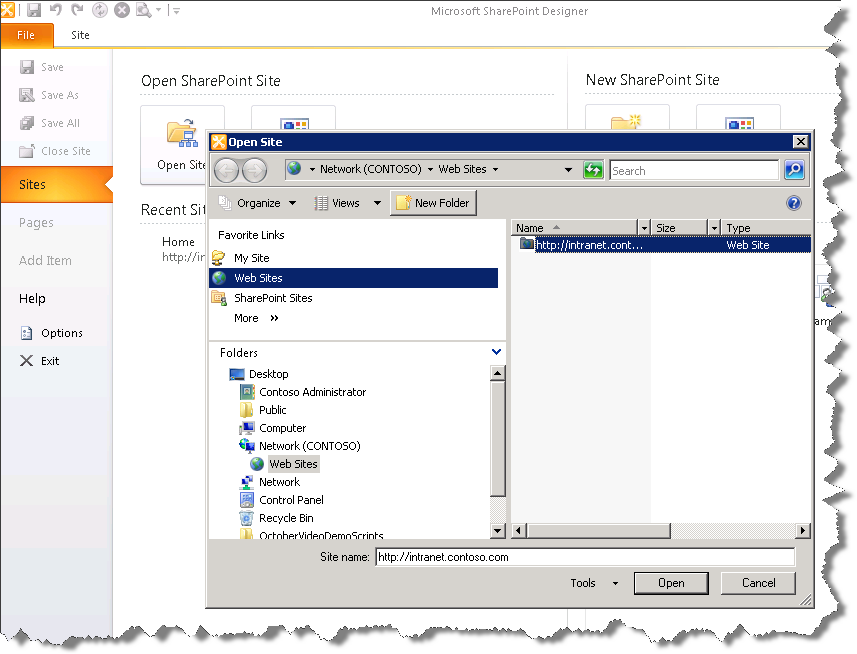 Microsoft SharePoint Designer
File
Site
Save
Save As
Save All
Close Site
Sites
Pages
Add Item
Help
Options
Exit
Open SharePoint Site
New SharePoint Site
Open Site
Recent
Home
Open Site
Network (CONTOSO)
Web Sites
Search
Organize
Views
New Folder
Favorite Links
My Site
Web Sites
SharePoint Sites
More »
Folders
Desktop
Contoso Administrator
Public
Computer
Network (CONTOSO)
Web Sites
Network
Control Panel
Recycle Bin
OctoberVideoDemoScripts
Name
Size
Type
http://intranet.cont...
Web Site
Site name:
http://intranet.contoso.com
Tools
Open
Cancel